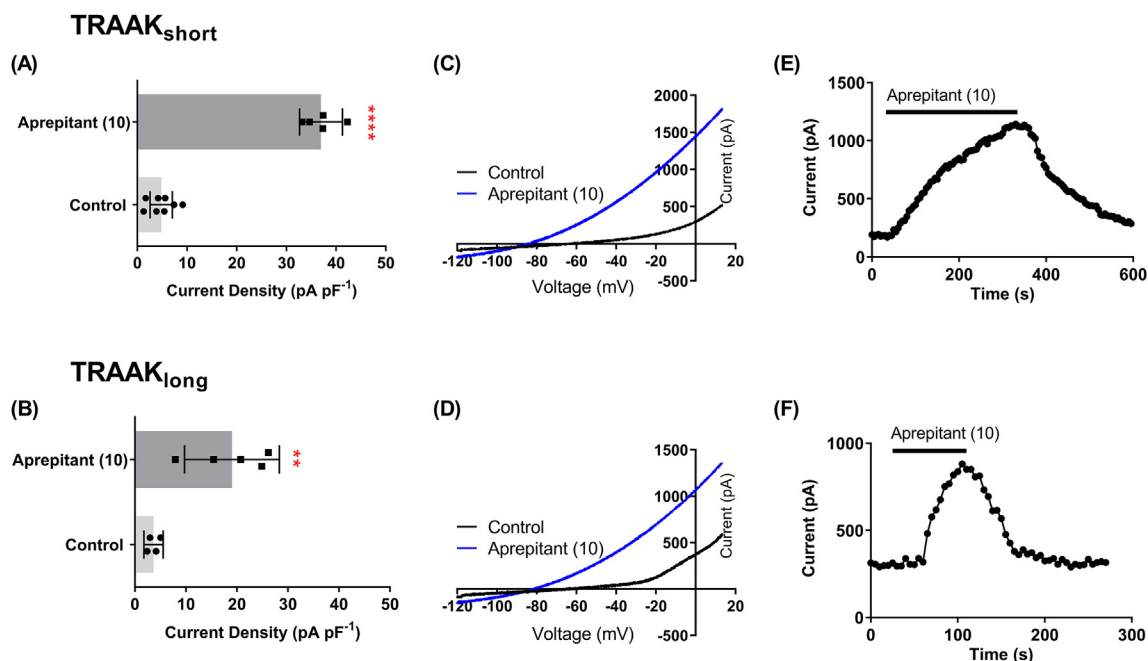 TRAAKshort
(A)
Aprepitant (10)
****
Control
0 10 20 30 40 50
Current Density (pA pF-1)
(C)
2000
1500
1000
500
-500
Current (pA)
Control
Aprepitant (10)
-120 -100 -80 -60 -40 -20 20
Voltage (mV)
(E)
Aprepitant (10)
1500
1000
500
0
Current (pA)
0 200 400 600
Time (s)
TRAAKlong
(B)
Aprepitant (10)
**
Control
0 10 20 30 40 50
Current Density (pA pF-1)
(D)
1500
1000
500
-500
Current (pA)
Control
Aprepitant (10)
-120 -100 -80 -60 -40 -20 20
Voltage (mV)
(F)
Aprepitant (10)
1000
500
0
Current (pA)
0 100 200 300
Time (s)